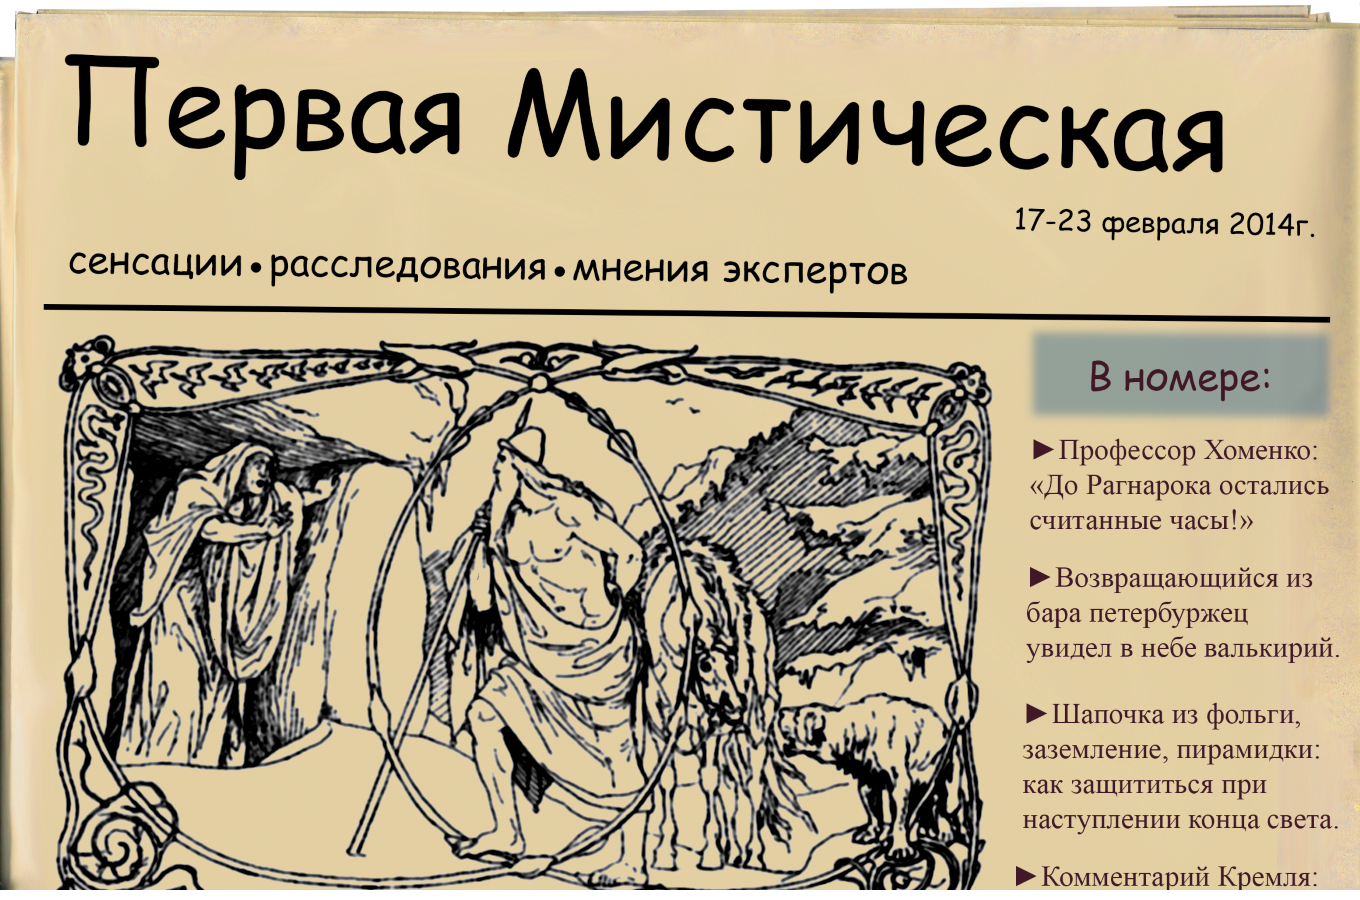 Первая Мистическая
17-23 февраля 2014г.
сенсации•расследования•мнения экспертов
В номере:
►Профессор Хоменко:
«До Рагнарока остались
считанные часы!»
►Возвращающийся из
бара петербуржец
увидел в небе валькирий.
►Шапочка из фольги,
заземление, пирамидки:
как защититься при
наступлении конца света.
►Комментарий Кремля: